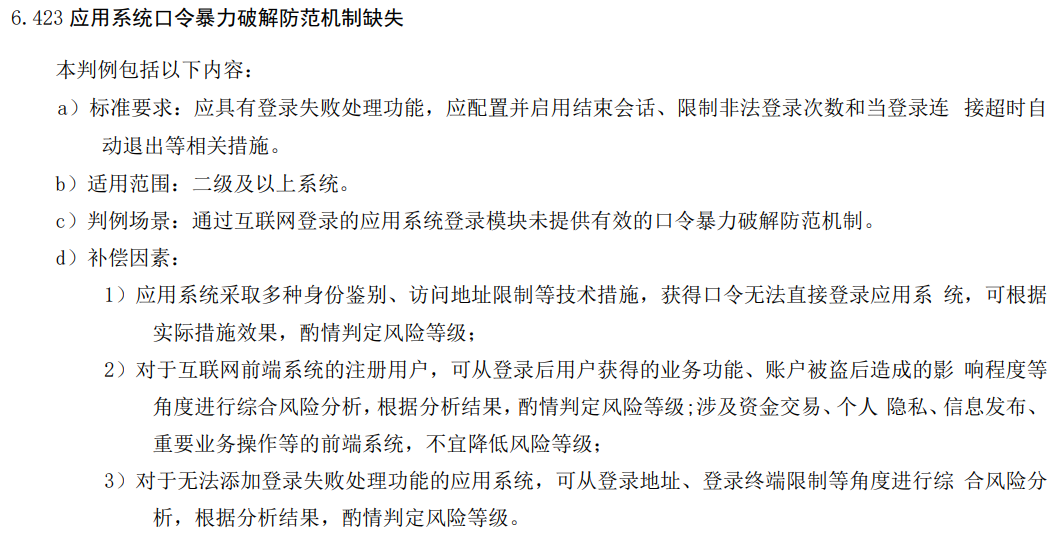 6.423 应用系统口令暴力破解防范机制缺失
本判例包括以下内容：
a）标准要求：应具有登录失败处理功能，应配置并启用结束会话、限制非法登录次数和当登录连 接超时自
动退出等相关措施。
b）适用范围：二级及以上系统。
c）判例场景：通过互联网登录的应用系统登录模块未提供有效的口令暴力破解防范机制。
d）补偿因素：
1）应用系统采取多种身份鉴别、访问地址限制等技术措施，获得口令无法直接登录应用系 统，可根据
实际措施效果，酌情判定风险等级；
2）对于互联网前端系统的注册用户，可从登录后用户获得的业务功能、账户被盗后造成的影 响程度等
角度进行综合风险分析，根据分析结果，酌情判定风险等级；涉及资金交易、个人 隐私、信息发布、
重要业务操作等的前端系统，不宜降低风险等级；
3）对于无法添加登录失败处理功能的应用系统，可从登录地址、登录终端限制等角度进行综 合风险分
析，根据分析结果，酌情判定风险等级。